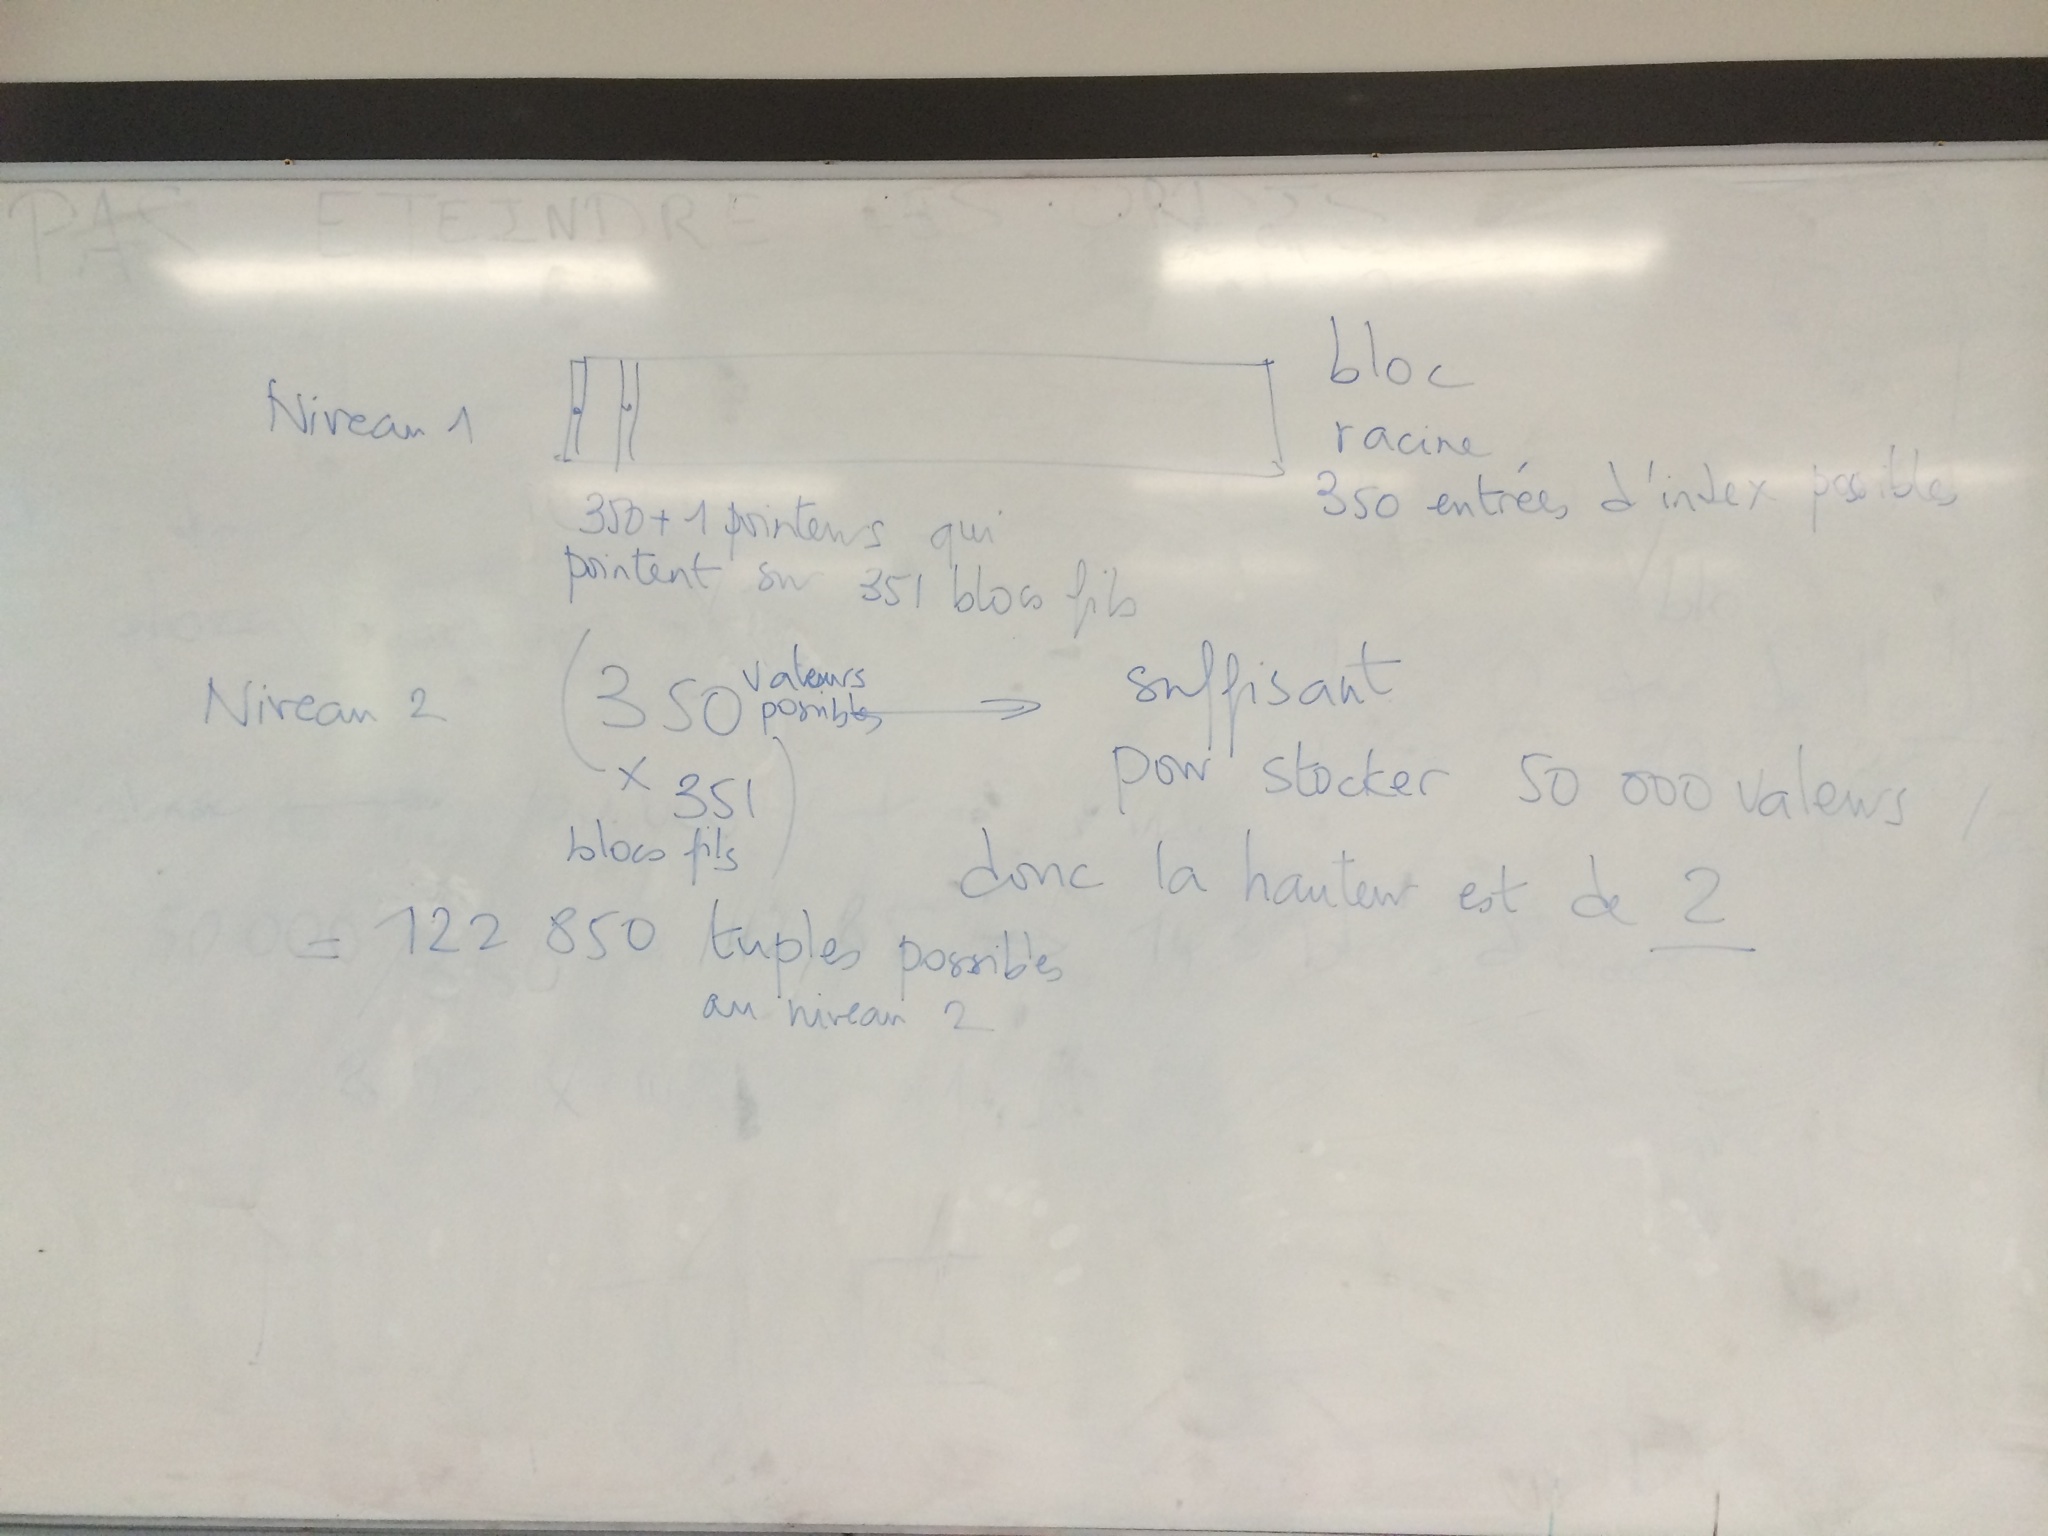 PAS ETEINDRE LES
Niveau 1
bloc
racine
350 entrées d'index possibles
350 + 1 pointeurs qui
pointent sur 351 blocs fils
Niveau 2
(350 valeurs
possibles
× 351
blocs fils)
= 122 850 tuples possibles
au niveau 2
→ suffisant
pour stocker 50 000 valeurs
donc la hauteur est de 2